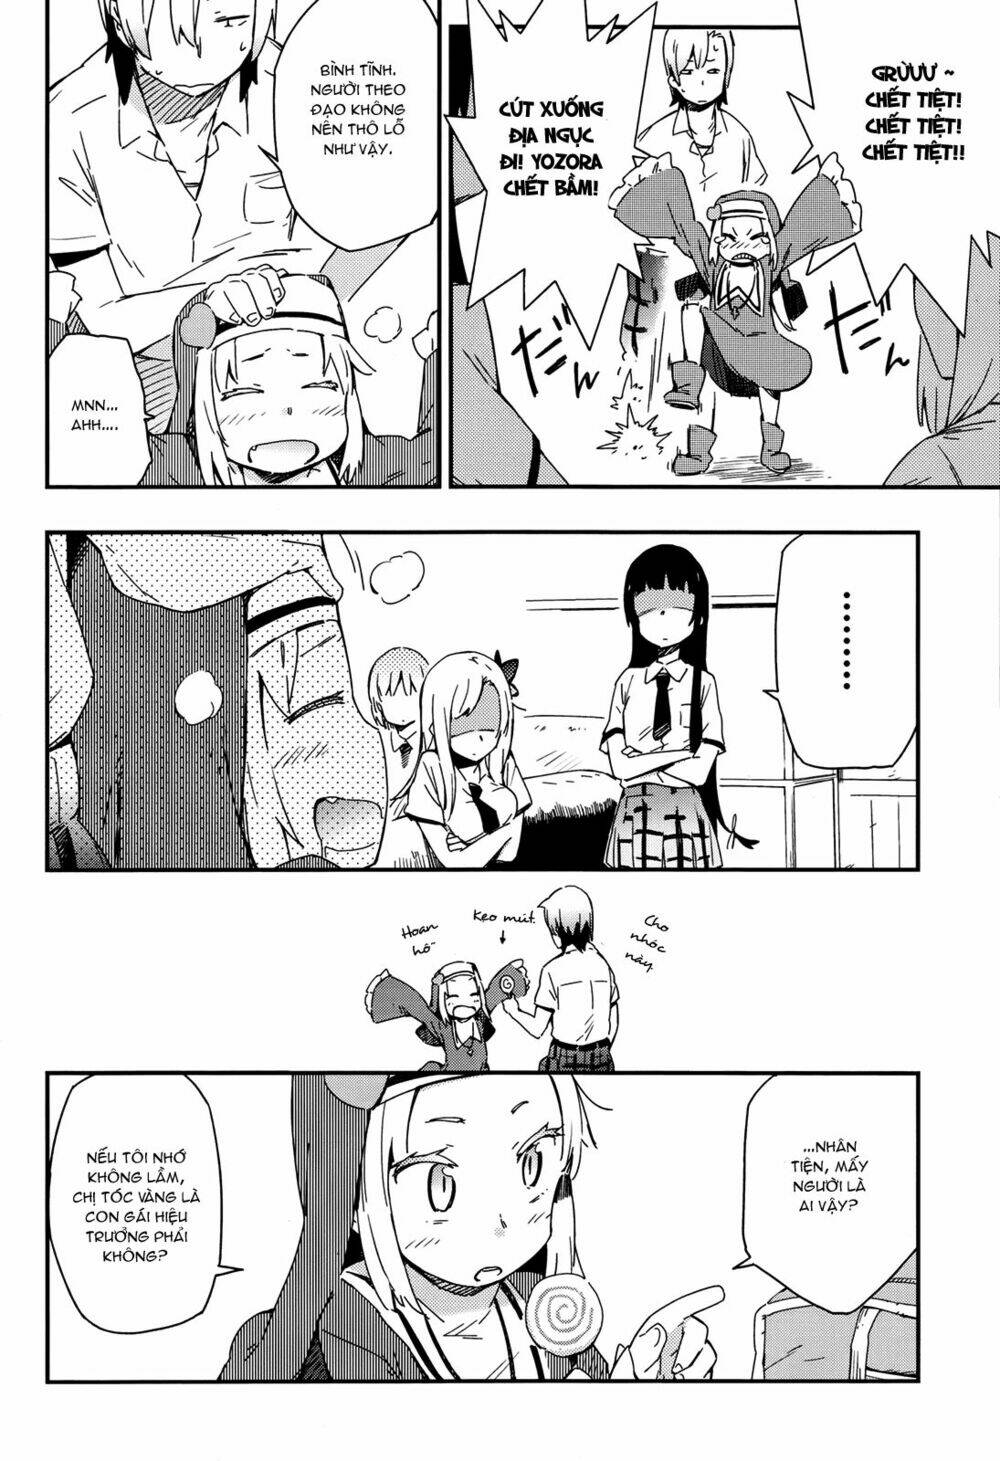 GRỪƯƯ ~
CHẾT TIỆT!
CHẾT TIỆT!
CHẾT TIỆT!!
CÚT XUỐNG
ĐỊA NGỤC
ĐI! YOZORA
CHẾT BẦM!
だん
だん
BÌNH TĨNH.
NGƯỜI THEO
ĐẠO KHÔNG
NÊN THÔ LỖ
NHƯ VẬY.
MNN...
AHH....
........
Cho
nhóc
này.
Kẹo mút.
Hoan
hô~
...NHÂN
TIỆN, MẤY
NGƯỜI LÀ
AI VẬY?
NẾU TÔI NHỚ
KHÔNG LẦM,
CHỊ TÓC VÀNG LÀ
CON GÁI HIỆU
TRƯỞNG PHẢI
KHÔNG?